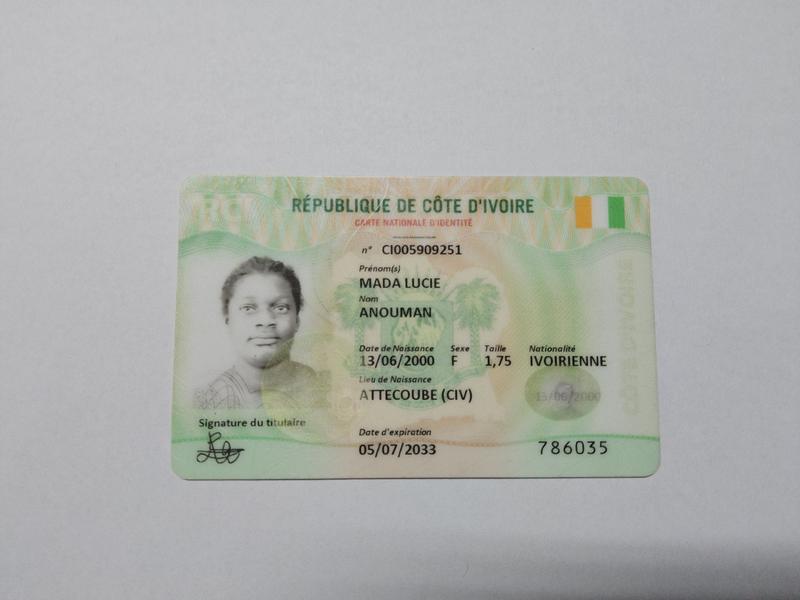 RCI
RÉPUBLIQUE DE CÔTE D'IVOIRE
CARTE NATIONALE D'IDENTITÉ
n° CI005909251
Prénom(s)
MADA LUCIE
Nom
ANOUMAN
Date de Naissance Sexe Taille Nationalité
13/06/2000 F 1,75 IVOIRIENNE
Lieu de Naissance
ATTECOUBE (CIV)
13/06/2000
Signature du titulaire
Date d'expiration
05/07/2033
786035